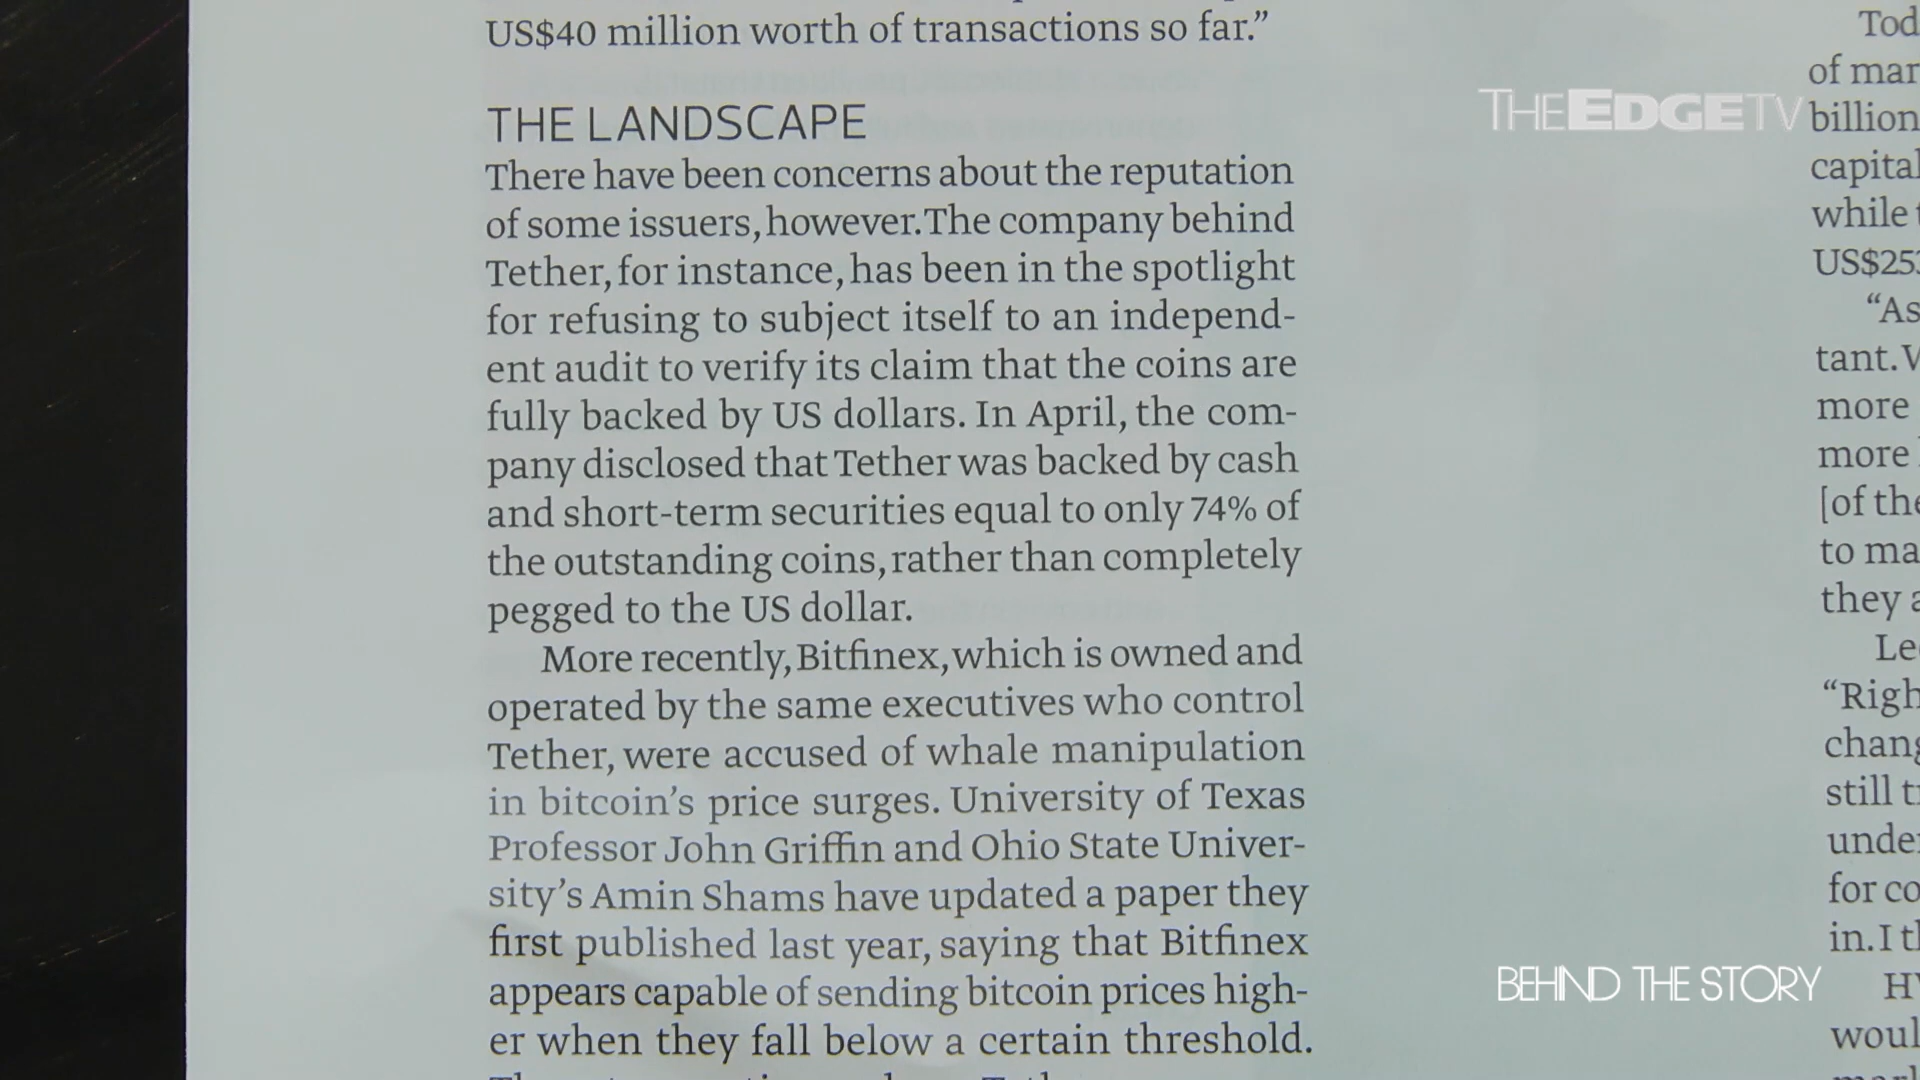 US$40 million worth of transactions so far.”
THE LANDSCAPE
There have been concerns about the reputation
of some issuers, however. The company behind
Tether, for instance, has been in the spotlight
for refusing to subject itself to an independ-
ent audit to verify its claim that the coins are
fully backed by US dollars. In April, the com-
pany disclosed that Tether was backed by cash
and short-term securities equal to only 74% of
the outstanding coins, rather than completely
pegged to the US dollar.
More recently, Bitfinex, which is owned and
operated by the same executives who control
Tether, were accused of whale manipulation
in bitcoin’s price surges. University of Texas
Professor John Griffin and Ohio State Univer-
sity’s Amin Shams have updated a paper they
first published last year, saying that Bitfinex
appears capable of sending bitcoin prices high-
er when they fall below a certain threshold.
of mar
billion
capital
while
US$253
“As
tant.
more
more
[of the
to ma
they
Le
“Righ
chang
still
unde
for co
in. I
woul
THE EDGE TV
BEHIND THE STORY